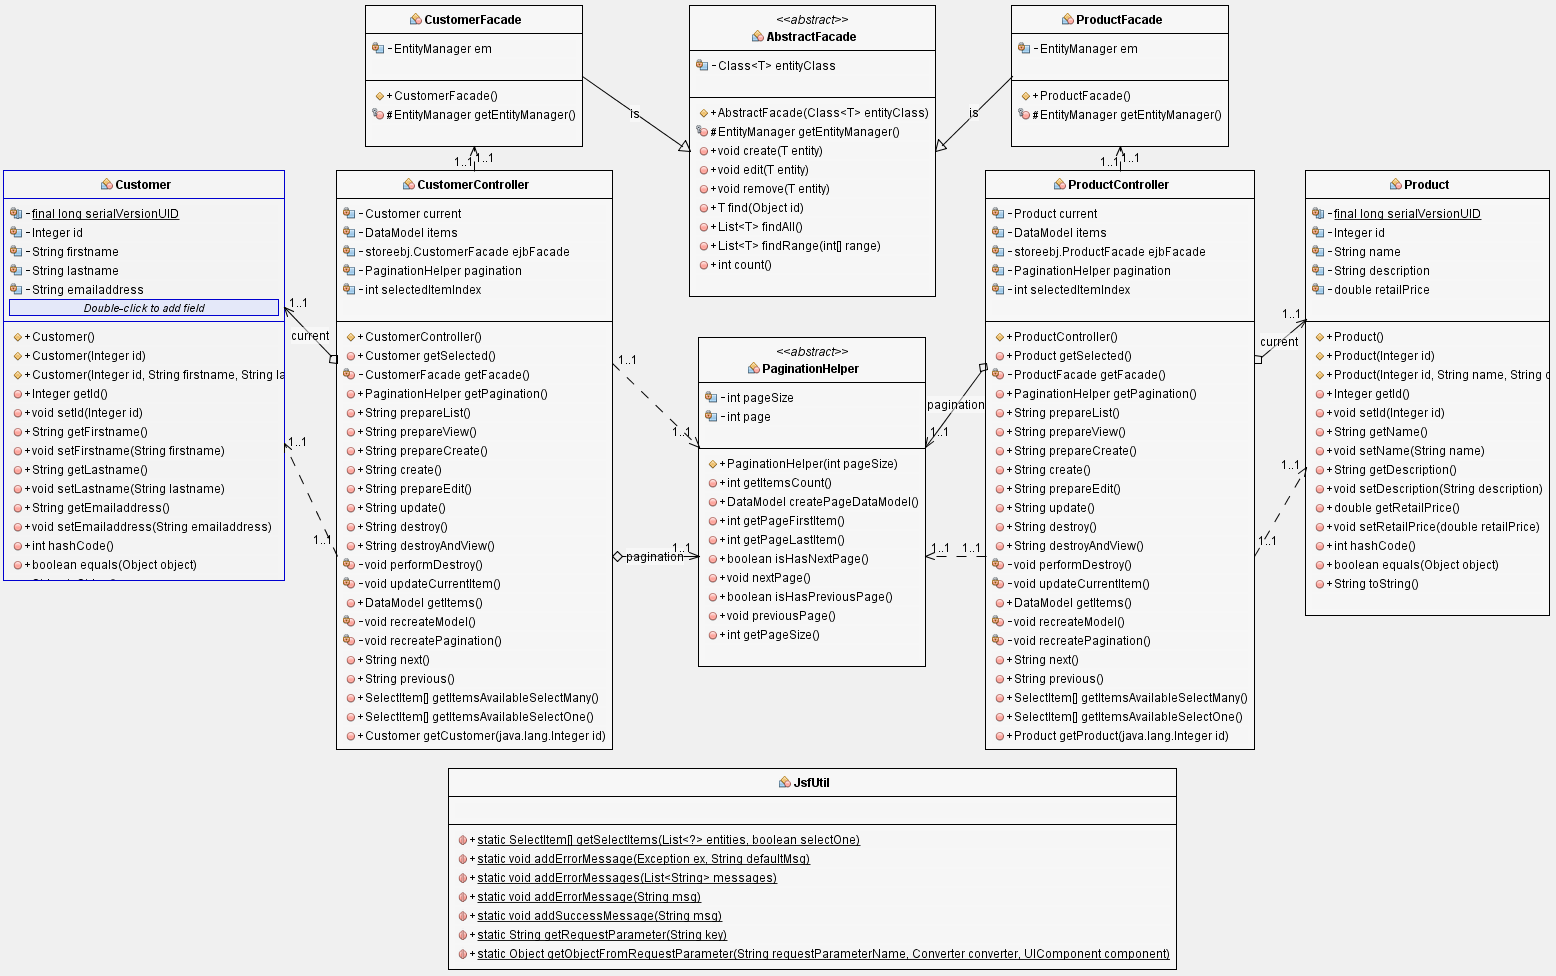 CustomerFacade
-EntityManager em
+CustomerFacade()
#EntityManager getEntityManager()
<<abstract>>
AbstractFacade
-Class<T> entityClass
+AbstractFacade(Class<T> entityClass)
#EntityManager getEntityManager()
+void create(T entity)
+void edit(T entity)
+void remove(T entity)
+T find(Object id)
+List<T> findAll()
+List<T> findRange(int[] range)
+int count()
ProductFacade
-EntityManager em
+ProductFacade()
#EntityManager getEntityManager()
is
is
1..1
1..1
1..1
1..1
Customer
-final long serialVersionUID
-Integer id
-String firstname
-String lastname
-String emailaddress
Double-click to add field
+Customer()
+Customer(Integer id)
+Customer(Integer id, String firstname, String la
+Integer getId()
+void setId(Integer id)
+String getFirstname()
+void setFirstname(String firstname)
+String getLastname()
+void setLastname(String lastname)
+String getEmailaddress()
+void setEmailaddress(String emailaddress)
+int hashCode()
+boolean equals(Object object)
1..1
current
1..1
1..1
CustomerController
-Customer current
-DataModel items
-storeebj.CustomerFacade ejbFacade
-PaginationHelper pagination
-int selectedItemIndex
+CustomerController()
+Customer getSelected()
-CustomerFacade getFacade()
+PaginationHelper getPagination()
+String prepareList()
+String prepareView()
+String prepareCreate()
+String create()
+String prepareEdit()
+String update()
+String destroy()
+String destroyAndView()
-void performDestroy()
-void updateCurrentItem()
+DataModel getItems()
-void recreateModel()
-void recreatePagination()
+String next()
+String previous()
+SelectItem[] getItemsAvailableSelectMany()
+SelectItem[] getItemsAvailableSelectOne()
+Customer getCustomer(java.lang.Integer id)
1..1
1..1
pagination
1..1
<<abstract>>
PaginationHelper
-int pageSize
-int page
+PaginationHelper(int pageSize)
+int getItemsCount()
+DataModel createPageDataModel()
+int getPageFirstItem()
+int getPageLastItem()
+boolean isHasNextPage()
+void nextPage()
+boolean isHasPreviousPage()
+void previousPage()
+int getPageSize()
pagination
1..1
1..1
1..1
ProductController
-Product current
-DataModel items
-storeebj.ProductFacade ejbFacade
-PaginationHelper pagination
-int selectedItemIndex
+ProductController()
+Product getSelected()
-ProductFacade getFacade()
+PaginationHelper getPagination()
+String prepareList()
+String prepareView()
+String prepareCreate()
+String create()
+String prepareEdit()
+String update()
+String destroy()
+String destroyAndView()
-void performDestroy()
-void updateCurrentItem()
+DataModel getItems()
-void recreateModel()
-void recreatePagination()
+String next()
+String previous()
+SelectItem[] getItemsAvailableSelectMany()
+SelectItem[] getItemsAvailableSelectOne()
+Product getProduct(java.lang.Integer id)
1..1
current
1..1
1..1
Product
-final long serialVersionUID
-Integer id
-String name
-String description
-double retailPrice
+Product()
+Product(Integer id)
+Product(Integer id, String name, String
+Integer getId()
+void setId(Integer id)
+String getName()
+void setName(String name)
+String getDescription()
+void setDescription(String description)
+double getRetailPrice()
+void setRetailPrice(double retailPrice)
+int hashCode()
+boolean equals(Object object)
+String toString()
JsfUtil
+static SelectItem[] getSelectItems(List<?> entities, boolean selectOne)
+static void addErrorMessage(Exception ex, String defaultMsg)
+static void addErrorMessages(List<String> messages)
+static void addErrorMessage(String msg)
+static void addSuccessMessage(String msg)
+static String getRequestParameter(String key)
+static Object getObjectFromRequestParameter(String requestParameterName, Converter converter, UIComponent component)